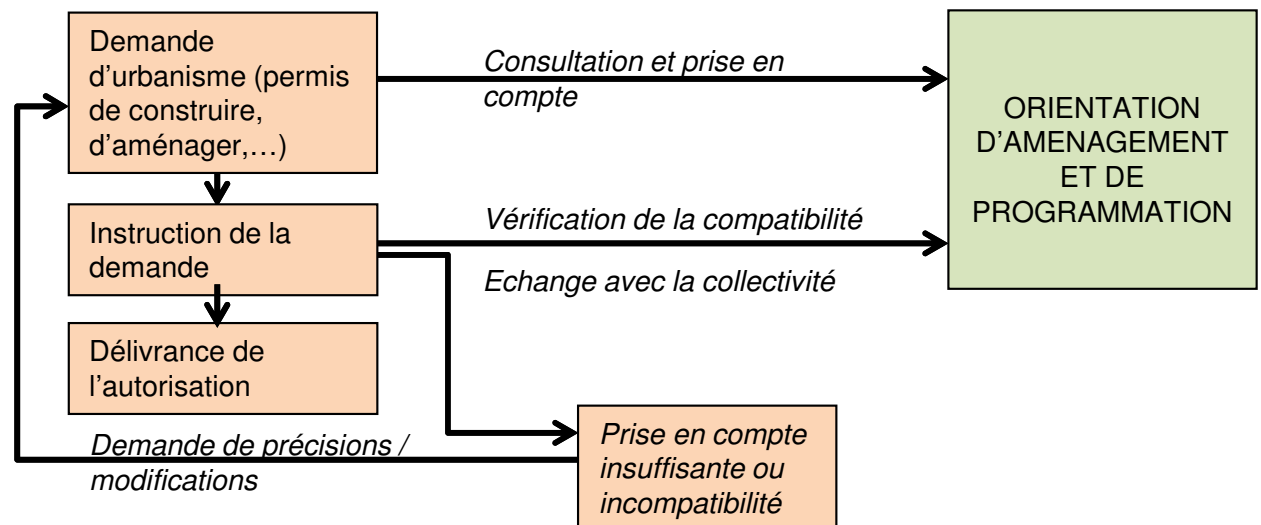 Demande
d’urbanisme (permis
de construire,
d’aménager,…)
Consultation et prise en
compte
ORIENTATION
D’AMENAGEMENT
ET DE
PROGRAMMATION
Instruction de la
demande
Vérification de la compatibilité
Echange avec la collectivité
Délivrance de
l’autorisation
Demande de précisions /
modifications
Prise en compte
insuffisante ou
incompatibilité